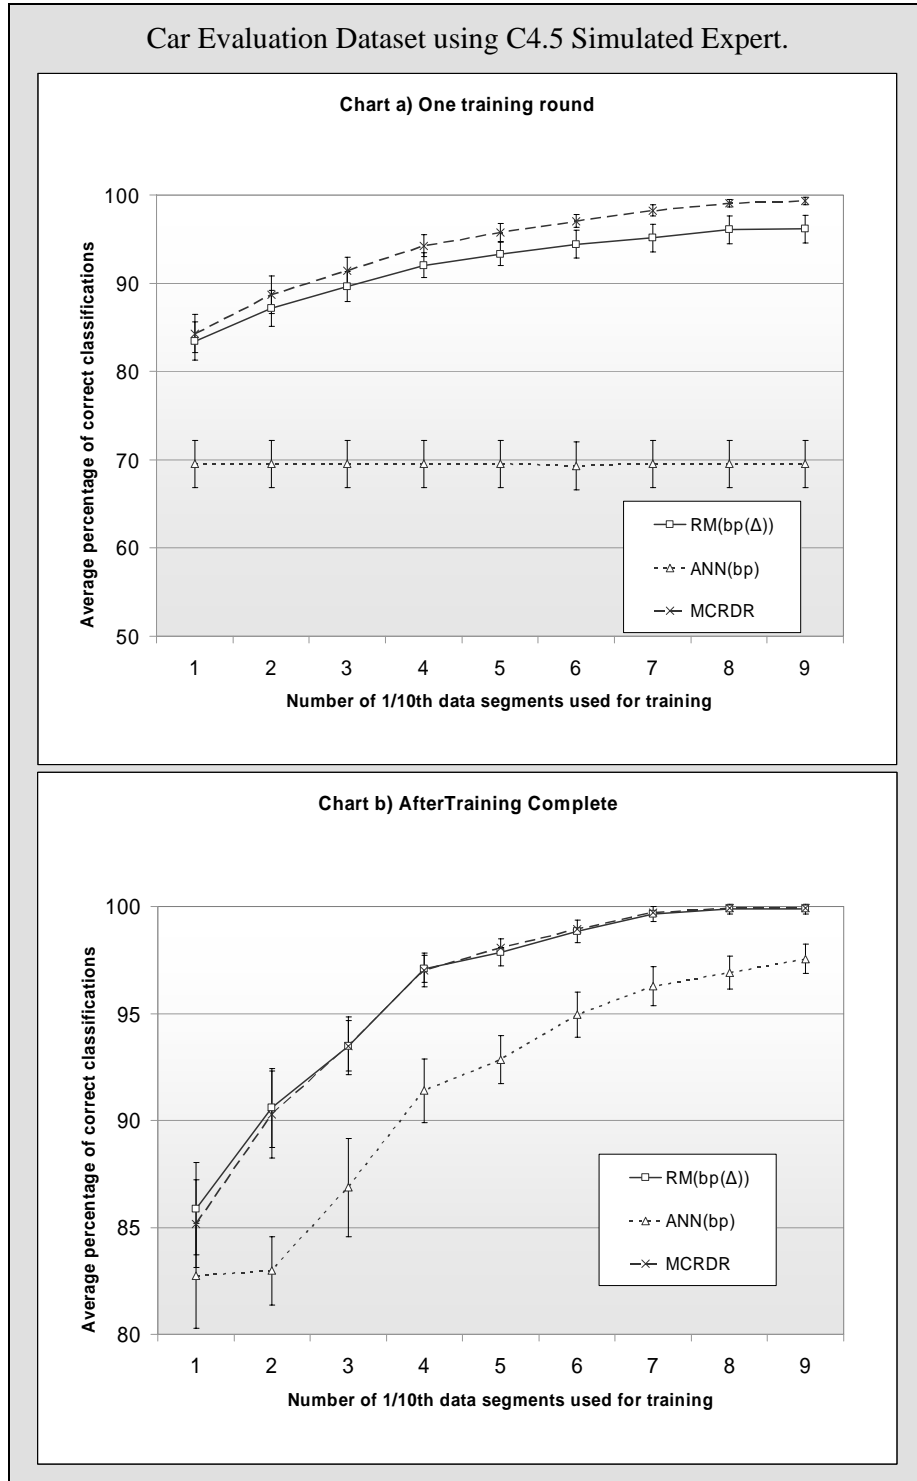 Car Evaluation Dataset using C4.5 Simulated Expert.
Chart a) One training round
Average percentage of correct classifications
100
90
80
70
60
50
RM(bp(Δ))
ANN(bp)
MCRDR
1 2 3 4 5 6 7 8 9
Number of 1/10th data segments used for training
Chart b) AfterTraining Complete
Average percentage of correct classifications
100
95
90
85
80
RM(bp(Δ))
ANN(bp)
MCRDR
1 2 3 4 5 6 7 8 9
Number of 1/10th data segments used for training